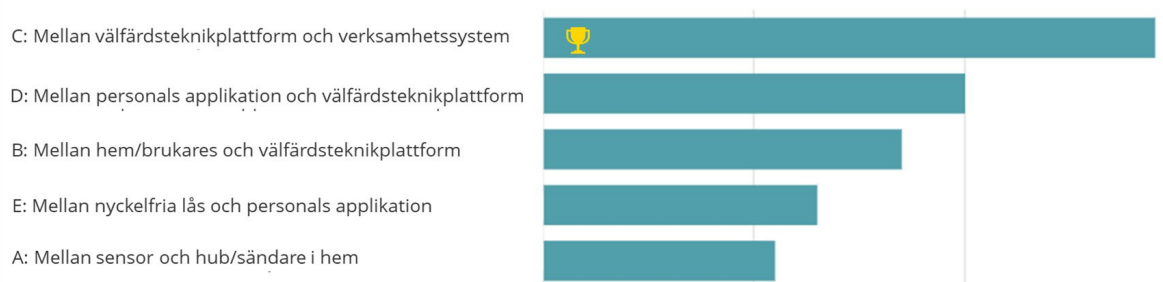 C: Mellan välfärdsteknikplattform och verksamhetssystem
D: Mellan personals applikation och välfärdsteknikplattform
B: Mellan hem/brukares och välfärdsteknikplattform
E: Mellan nyckelfria lås och personals applikation
A: Mellan sensor och hub/sändare i hem